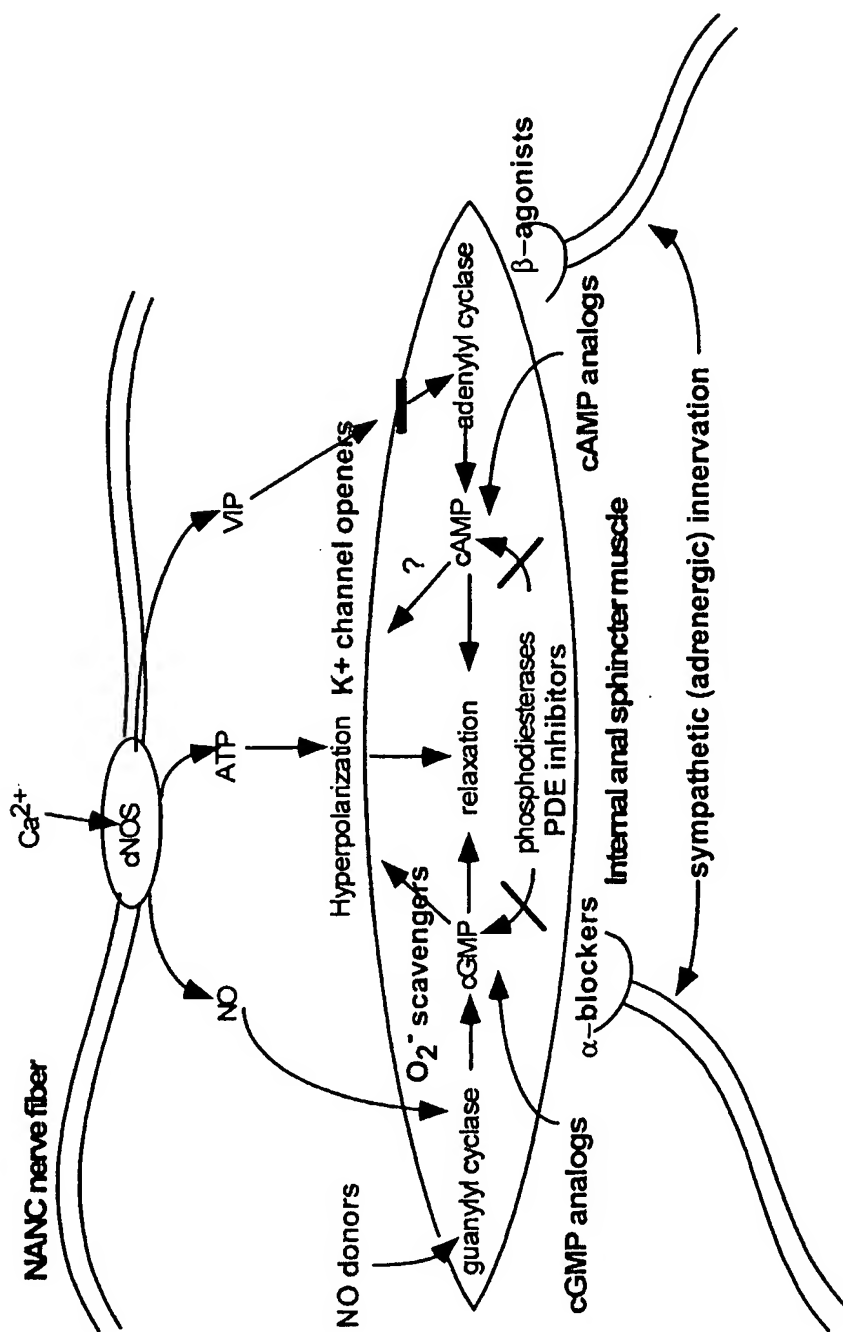 NANC nerve fiber
Ca2+
cNOS
NO
ATP
VIP
NO donors
O2- scavengers
Hyperpolarization
K+ channel openers
guanylyl cyclase
cGMP
relaxation
cAMP
?
adenylyl cyclase
phosphodiesterases
PDE inhibitors
cGMP analogs
α-blockers
Internal anal sphincter muscle
cAMP analogs
β-agonists
sympathetic (adrenergic) innervation